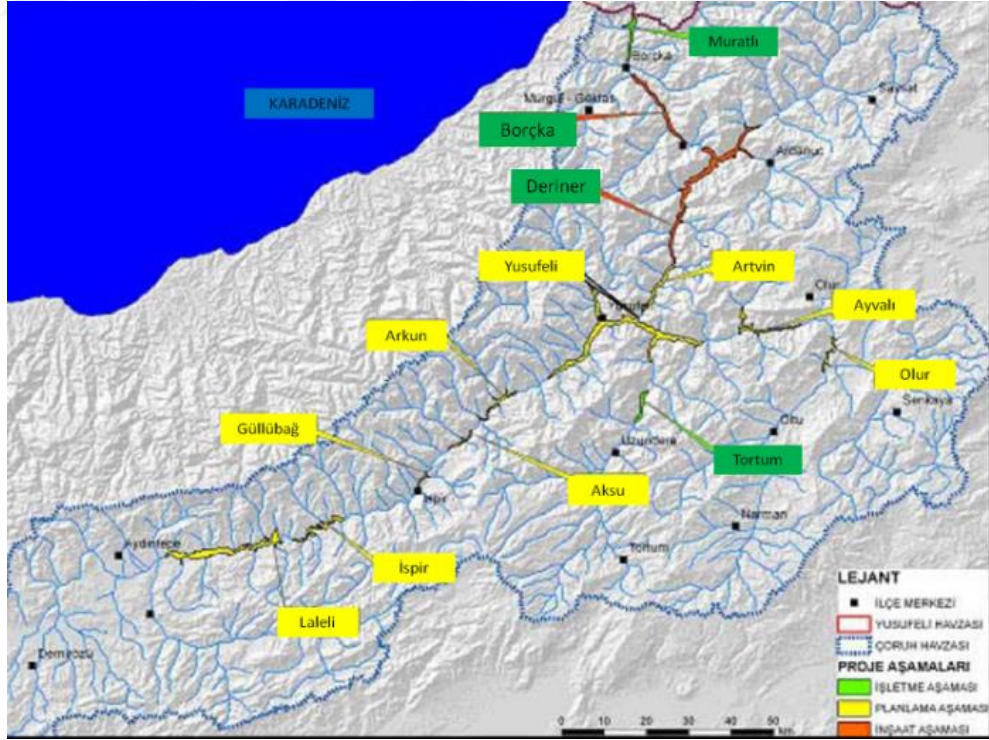 Muratlı
Borçka
KARADENİZ
Şavşat
Murgul - Göktaş
Borçka
Ardanuç
Deriner
Yusufeli
Artvin
Olur
Ayvalı
Arkun
Olur
Şenkaya
Güllübağ
Oltu
Uzundere
Tortum
Aksu
İspir
Narman
Aydıntepe
Tortum
İspir
Laleli
Demirözü
LEJANT
İLÇE MERKEZİ
YUSUFELİ HAVZASI
ÇORUH HAVZASI
PROJE AŞAMALARI
İŞLETME AŞAMASI
PLANLAMA AŞAMASI
İNŞAAT AŞAMASI
0 10 20 30 40 50
km